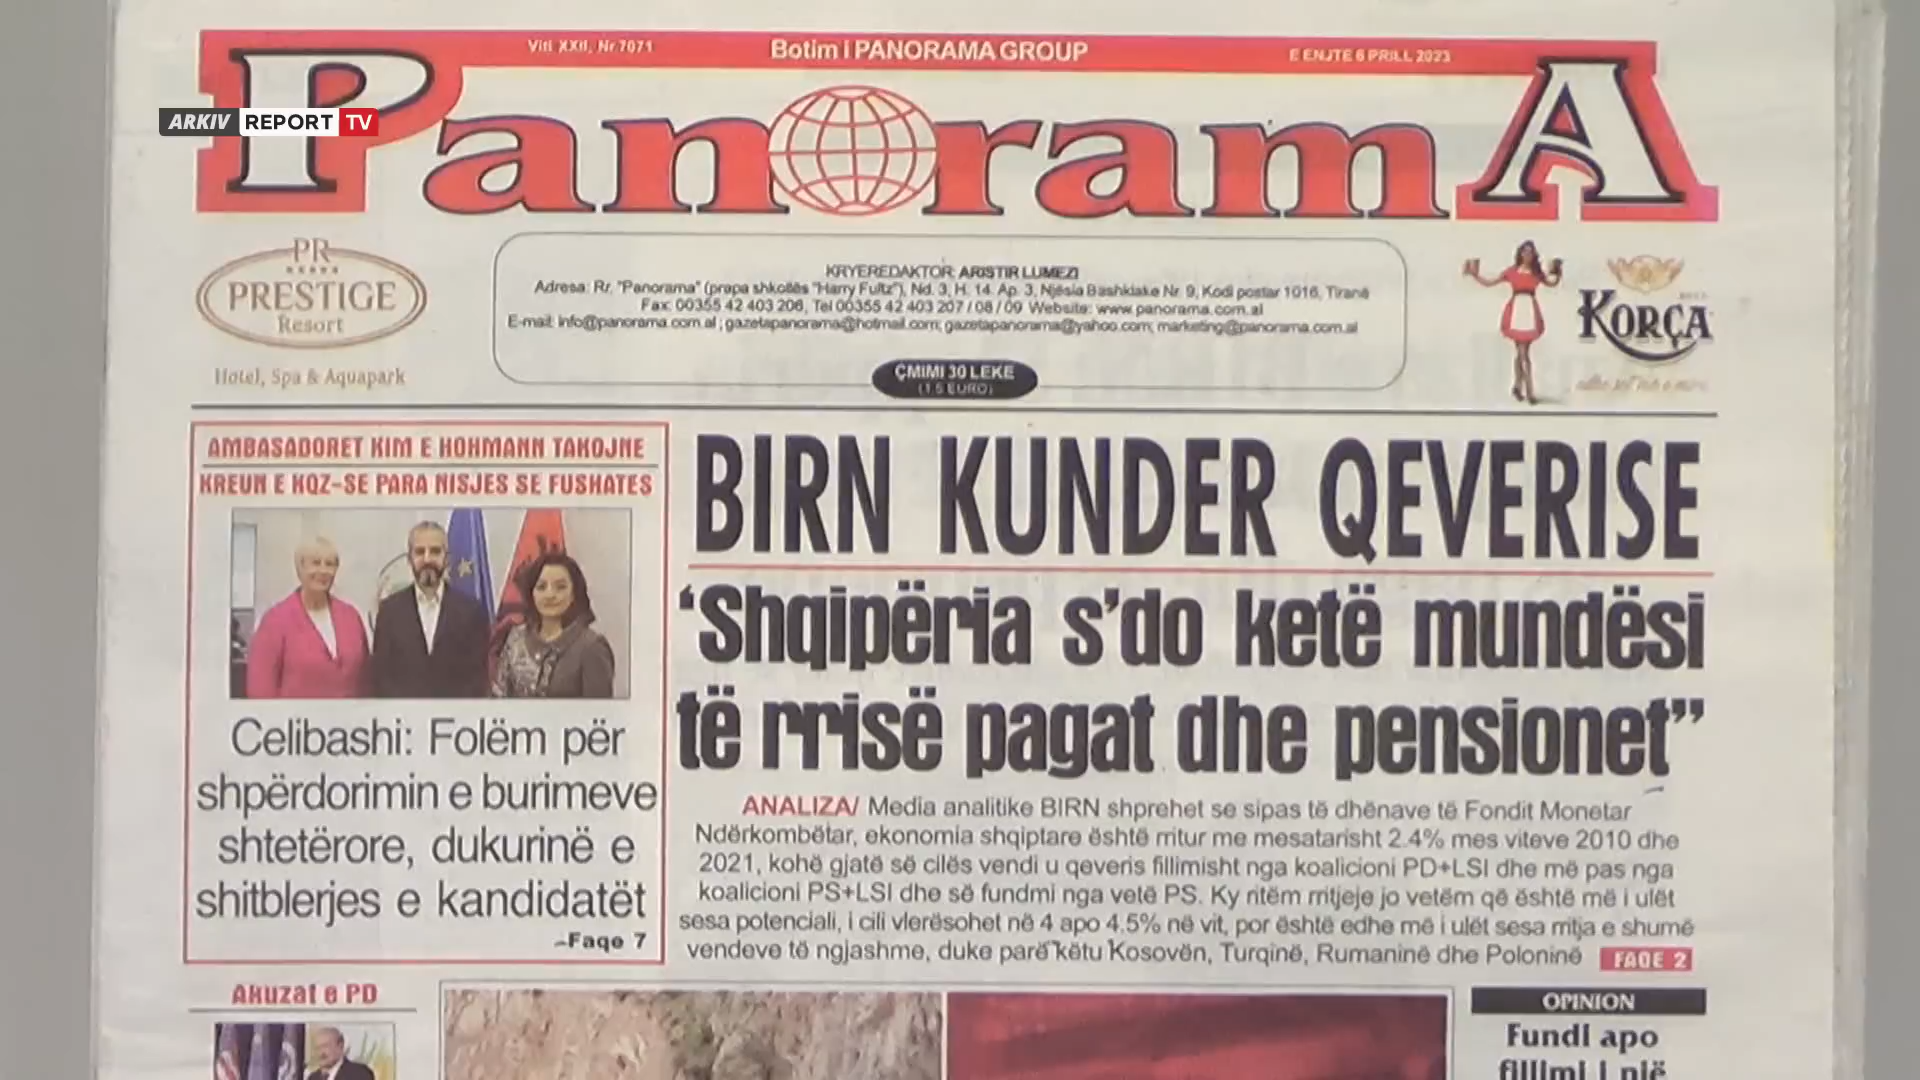 Viti XXII, Nr 7071
Botim i PANORAMA GROUP
E ENJTE 6 PRILL 2023
PanoramA
ARKIV REPORT TV
PR
PRESTIGE
Resort
Hotel, Spa & Aquapark
KRYEREDAKTOR: ARISTIR LUMEZI
Adresa: Rr. "Panorama" (prapa shkollës "Harry Fultz"), Nd. 3, H. 14 Ap. 3, Njësia Bashkiake Nr. 9, Kodi postar 1016, Tiranë
Fax: 00355 42 403 206, Tel 00355 42 403 207 / 08 / 09 Website: www.panorama.com.al
E-mail: info@panorama.com.al; gazetapanorama@hotmail.com; gazetapanorama@yahoo.com; marketing@panorama.com.al
ÇMIMI 30 LEKE
(1.5 EURO)
KORÇA
AMBASADORET KIM E HOHMANN TAKOJNE
KREUN E KQZ-SE PARA NISJES SE FUSHATES
Celibashi: Folëm për
shpërdorimin e burimeve
shtetërore, dukurinë e
shitblerjes e kandidatët
-Faqe 7
BIRN KUNDER QEVERISE
'Shqipëria s'do ketë mundësi
të rrisë pagat dhe pensionet"
ANALIZA/ Media analitike BIRN shprehet se sipas të dhënave të Fondit Monetar
Ndërkombëtar, ekonomia shqiptare është rritur me mesatarisht 2.4% mes viteve 2010 dhe
2021, kohë gjatë së cilës vendi u qeveris fillimisht nga koalicioni PD+LSI dhe më pas nga
koalicioni PS+LSI dhe së fundmi nga vetë PS. Ky ritëm rritjeje jo vetëm që është më i ulët
sesa potenciali, i cili vlerësohet në 4 apo 4.5% në vit, por është edhe më i ulët sesa rritja e shumë
vendeve të ngjashme, duke parë këtu Kosovën, Turqinë, Rumaninë dhe Poloninë
FAQE 2
Akuzat e PD
OPINION
Fundi apo
fillimi i një